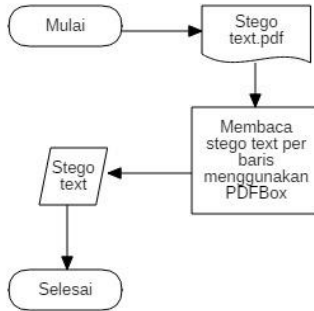 Mulai
Stego
text.pdf
Membaca
stego text per
baris
menggunakan
PDFBox
Stego
text
Selesai